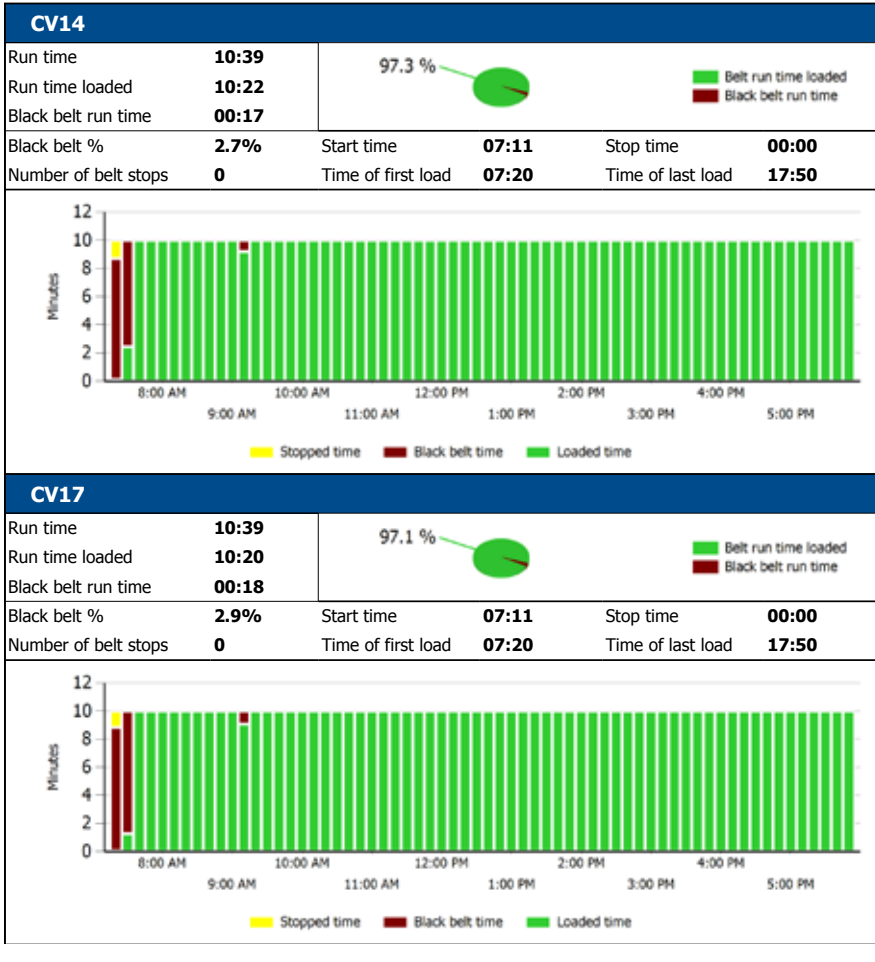 CV14
Run time 10:39
Run time loaded 10:22
Black belt run time 00:17
97.3 %
Belt run time loaded
Black belt run time
Black belt % 2.7% Start time 07:11 Stop time 00:00
Number of belt stops 0 Time of first load 07:20 Time of last load 17:50
Minutes
12
10
8
6
4
2
0
8:00 AM 10:00 AM 12:00 PM 2:00 PM 4:00 PM
9:00 AM 11:00 AM 1:00 PM 3:00 PM 5:00 PM
Stopped time Black belt time Loaded time
CV17
Run time 10:39
Run time loaded 10:20
Black belt run time 00:18
97.1 %
Belt run time loaded
Black belt run time
Black belt % 2.9% Start time 07:11 Stop time 00:00
Number of belt stops 0 Time of first load 07:20 Time of last load 17:50
Minutes
12
10
8
6
4
2
0
8:00 AM 10:00 AM 12:00 PM 2:00 PM 4:00 PM
9:00 AM 11:00 AM 1:00 PM 3:00 PM 5:00 PM
Stopped time Black belt time Loaded time